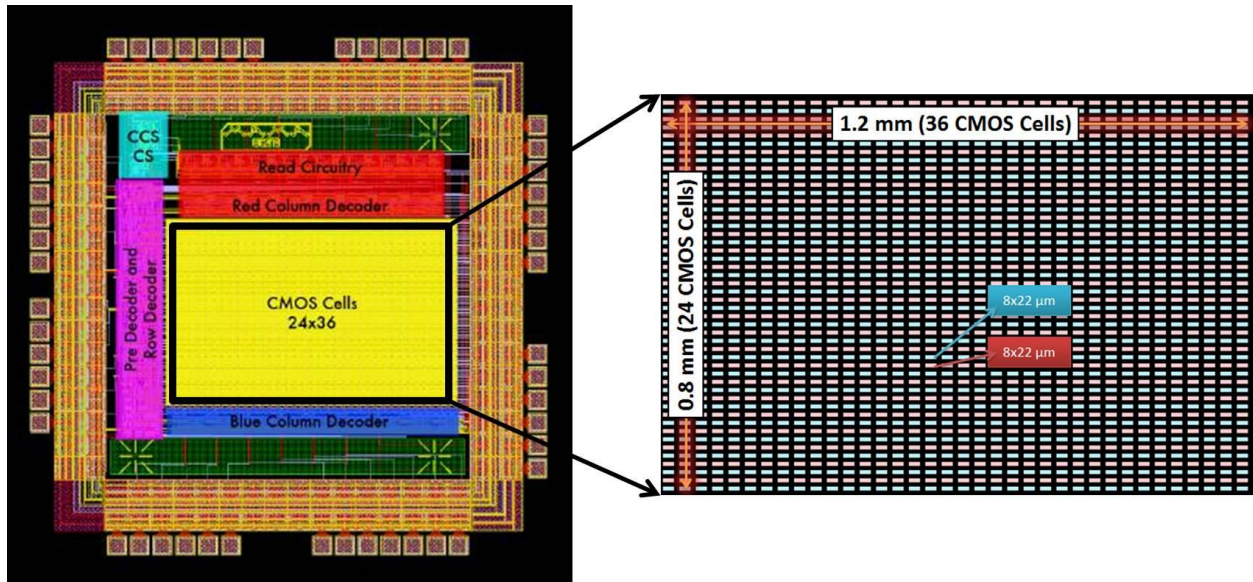 CCS
CS
Read Circuitry
Red Column Decoder
Pre Decoder and
Row Decoder
CMOS Cells
24x36
Blue Column Decoder
1.2 mm (36 CMOS Cells)
0.8 mm (24 CMOS Cells)
8x22 µm
8x22 µm